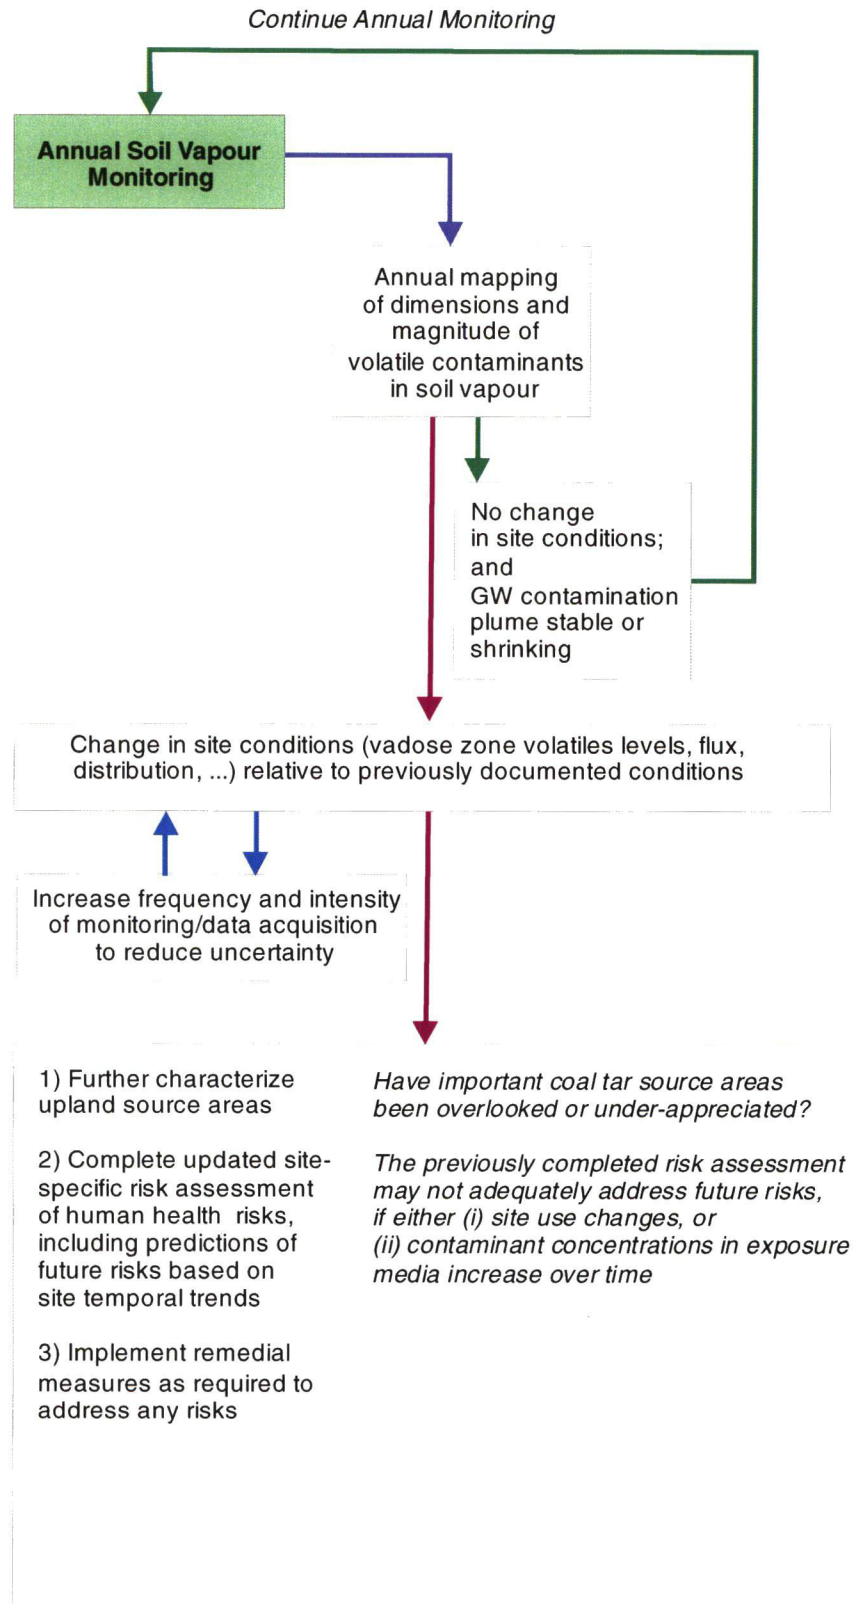 Continue Annual Monitoring
Annual Soil Vapour
Monitoring
Annual mapping
of dimensions and
magnitude of
volatile contaminants
in soil vapour
No change
in site conditions;
and
GW contamination
plume stable or
shrinking
Change in site conditions (vadose zone volatiles levels, flux,
distribution, ...) relative to previously documented conditions
Increase frequency and intensity
of monitoring/data acquisition
to reduce uncertainty
1) Further characterize
upland source areas
2) Complete updated site-
specific risk assessment
of human health risks,
including predictions of
future risks based on
site temporal trends
3) Implement remedial
measures as required to
address any risks
Have important coal tar source areas
been overlooked or under-appreciated?
The previously completed risk assessment
may not adequately address future risks,
if either (i) site use changes, or
(ii) contaminant concentrations in exposure
media increase over time